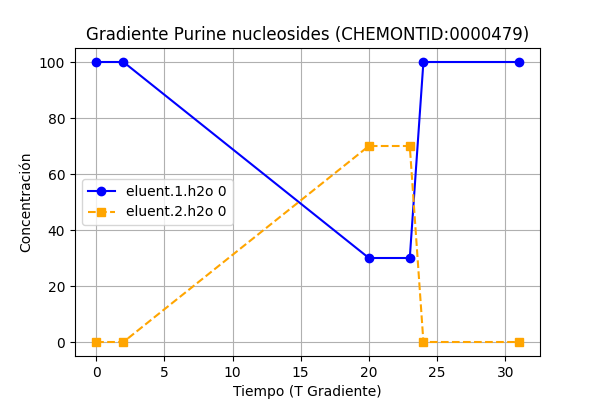 Gradiente Purine nucleosides (CHEMONTID:0000479)
100
80
60
40
20
0
Concentración
eluent.1.h2o 0
eluent.2.h2o 0
0 5 10 15 20 25 30
Tiempo (T Gradiente)